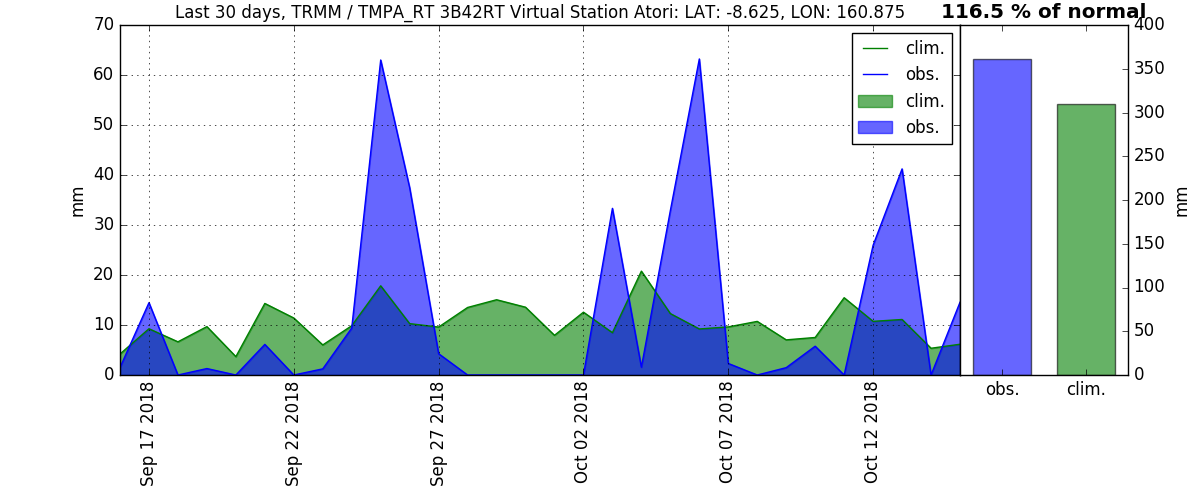 Last 30 days, TRMM / TMPA_RT 3B42RT Virtual Station Atori: LAT: -8.625, LON: 160.875
116.5 % of normal
mm
70
60
50
40
30
20
10
0
Sep 17 2018
Sep 22 2018
Sep 27 2018
Oct 02 2018
Oct 07 2018
Oct 12 2018
clim.
obs.
clim.
obs.
400
350
300
250
200
150
100
50
0
mm
obs.
clim.